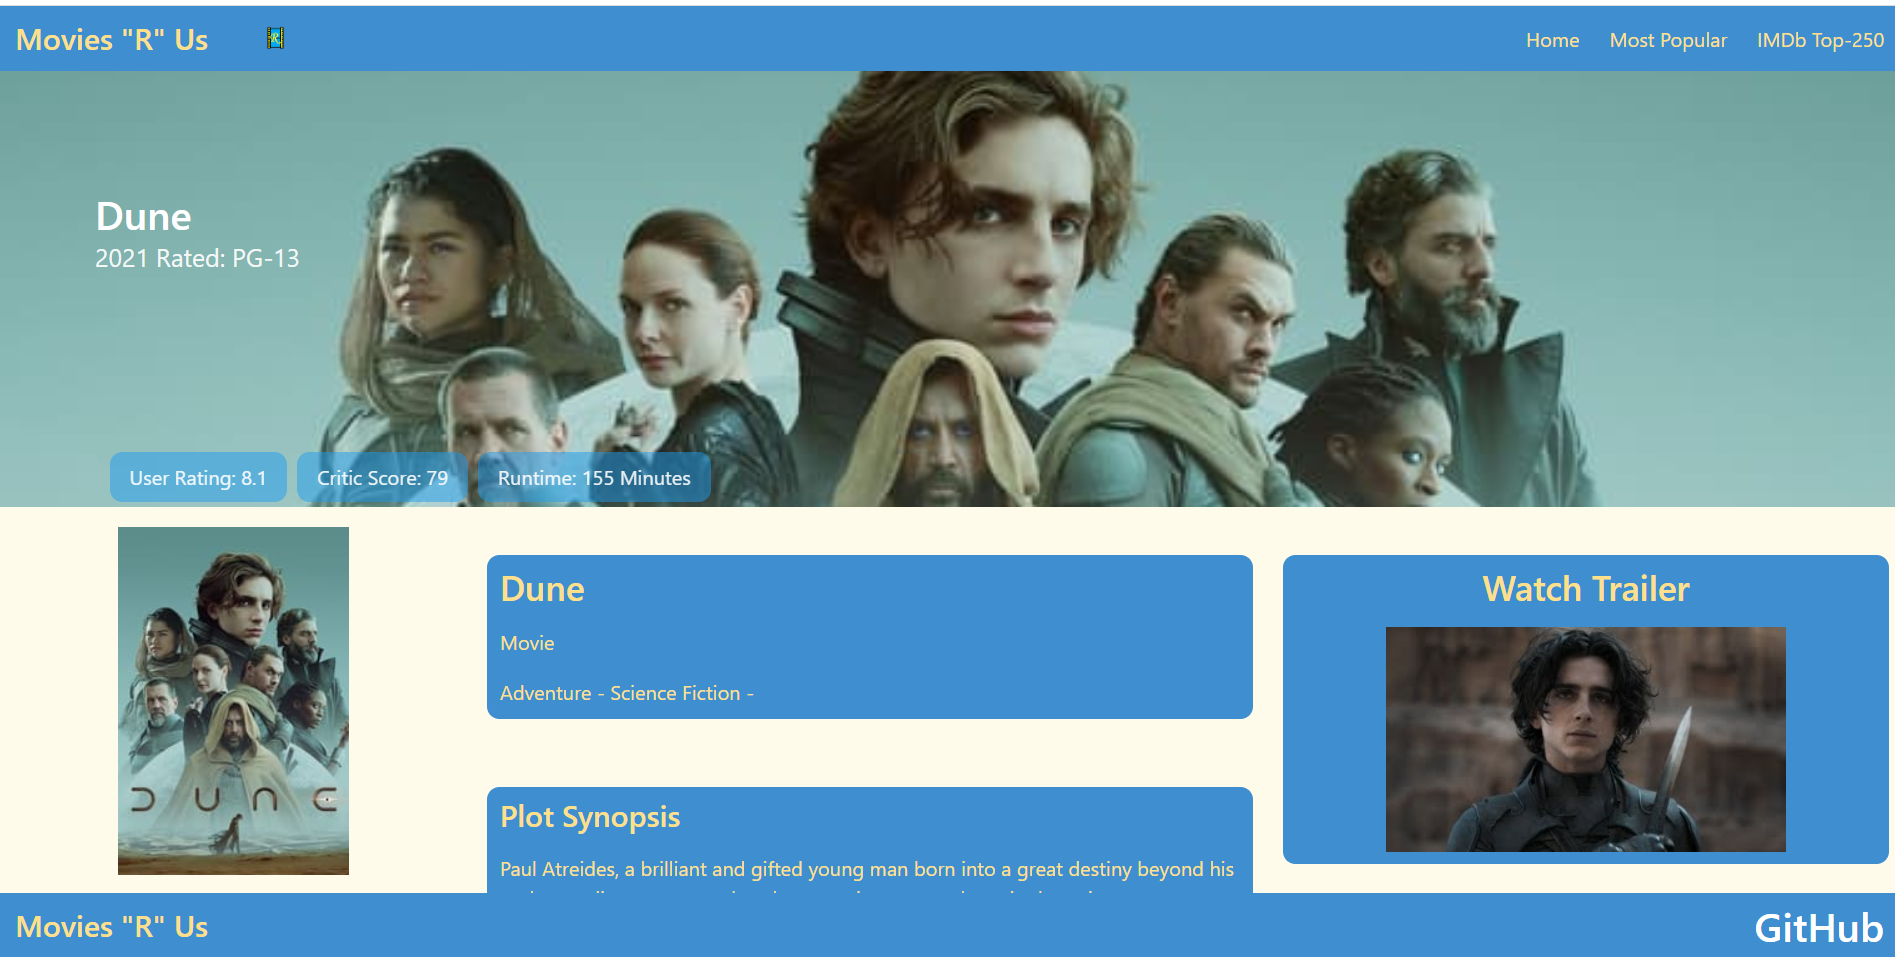 Movies "R" Us
R
Home Most Popular IMDb Top-250
Dune
2021 Rated: PG-13
User Rating: 8.1 Critic Score: 79 Runtime: 155 Minutes
DUNE
Dune
Movie
Adventure - Science Fiction -
Watch Trailer
Plot Synopsis
Paul Atreides, a brilliant and gifted young man born into a great destiny beyond his
Movies "R" Us
GitHub